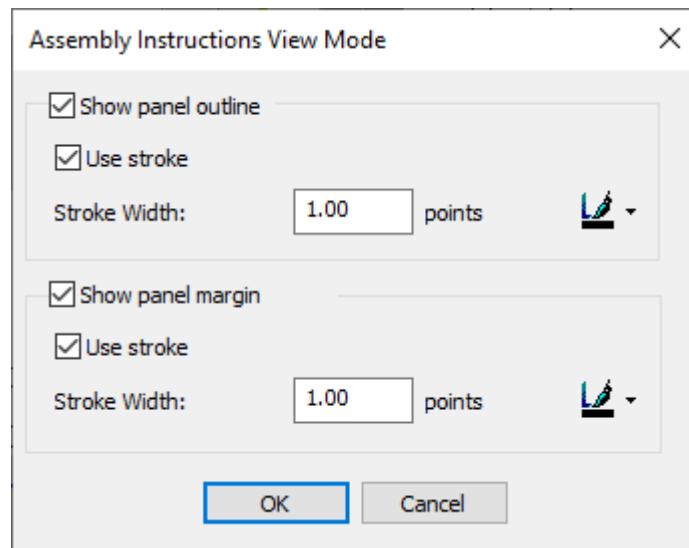 Assembly Instructions View Mode
Show panel outline
Use stroke
Stroke Width: 1.00 points
Show panel margin
Use stroke
Stroke Width: 1.00 points
OK Cancel